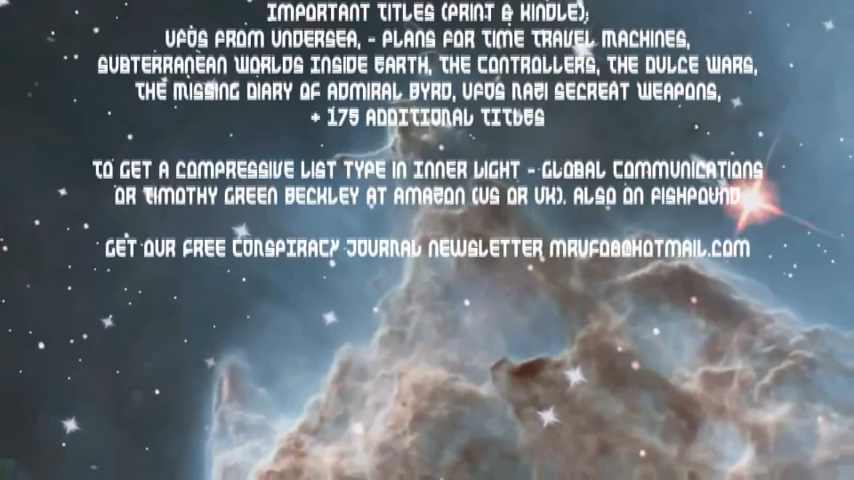 IMPORTANT TITLES (PRINT & KINDLE);
UFOS FROM UNDERSEA, - PLANS FOR TIME TRAVEL MACHINES,
SUBTERRANEAN WORLDS INSIDE EARTH, THE CONTROLLERS, THE DULCE WARS,
THE MISSING DIARY OF ADMIRAL BYRD, UFOS NAZI SECREAT WEAPONS,
+ 175 ADDITIONAL TITLES
TO GET A COMPRESSIVE LIST TYPE IN INNER LIGHT - GLOBAL COMMUNICATIONS
OR TIMOTHY GREEN BECKLEY AT AMAZON (US OR UK). ALSO ON FISHPOUND
GET OUR FREE CONSPIRACY JOURNAL NEWSLETTER MRUFO8@HOTMAIL.COM